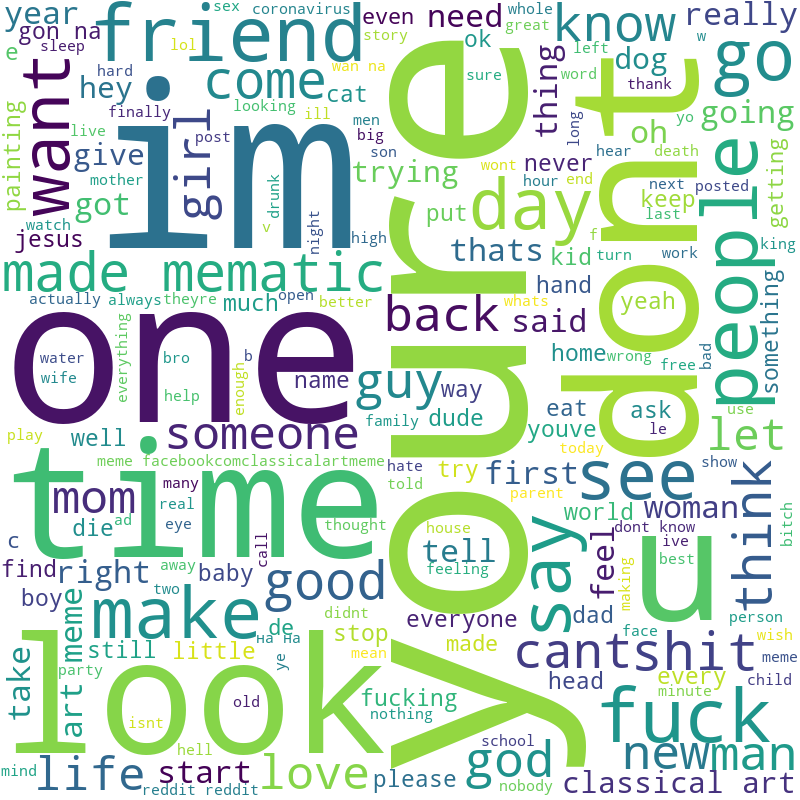 year
gon na
sex
coronavirus
even
need
whole
great
know
really
e
sleep
lol
friend
story
wan na
ok
left
w
hard
hey
come
cat
sure
word
dog
thank
go
finally
looking
want
im
youre
dont
thing
long
yo
going
painting
live
give
girl
post
ill
men
big
son
trying
oh
hear
death
mother
drunk
never
wont
hour
end
next
posted
getting
watch
got
v
night
put
day
keep
last
people
jesus
high
thats
kid
f
turn
work
king
made mematic
actually
always
theyre
much
open
better
whats
hand
yeah
something
one
everything
back
said
water
wife
bro
b
help
enough
name
guy
way
home
wrong
free
bad
play
well
someone
family
dude
eat
youve
ask
le
use
let
meme facebookcomclassicalartmeme
hate
told
try
first
today
see
show
time
mom
many
real
eye
parent
woman
think
bitch
c
die
ad
thought
house
world
dont know
ive
best
find
right
away
call
tell
feeling
say
feel
u
boy
baby
two
good
making
person
make
de
didnt
everyone
dad
face
wish
art meme
still
на на
ye
stop
mean
made
cant
shit
meme
take
little
look
party
old
fucking
nothing
head
every
minute
child
isnt
fuck
hell
school
god
new
man
mind
life
start
love
please
nobody
classical art
reddit reddit